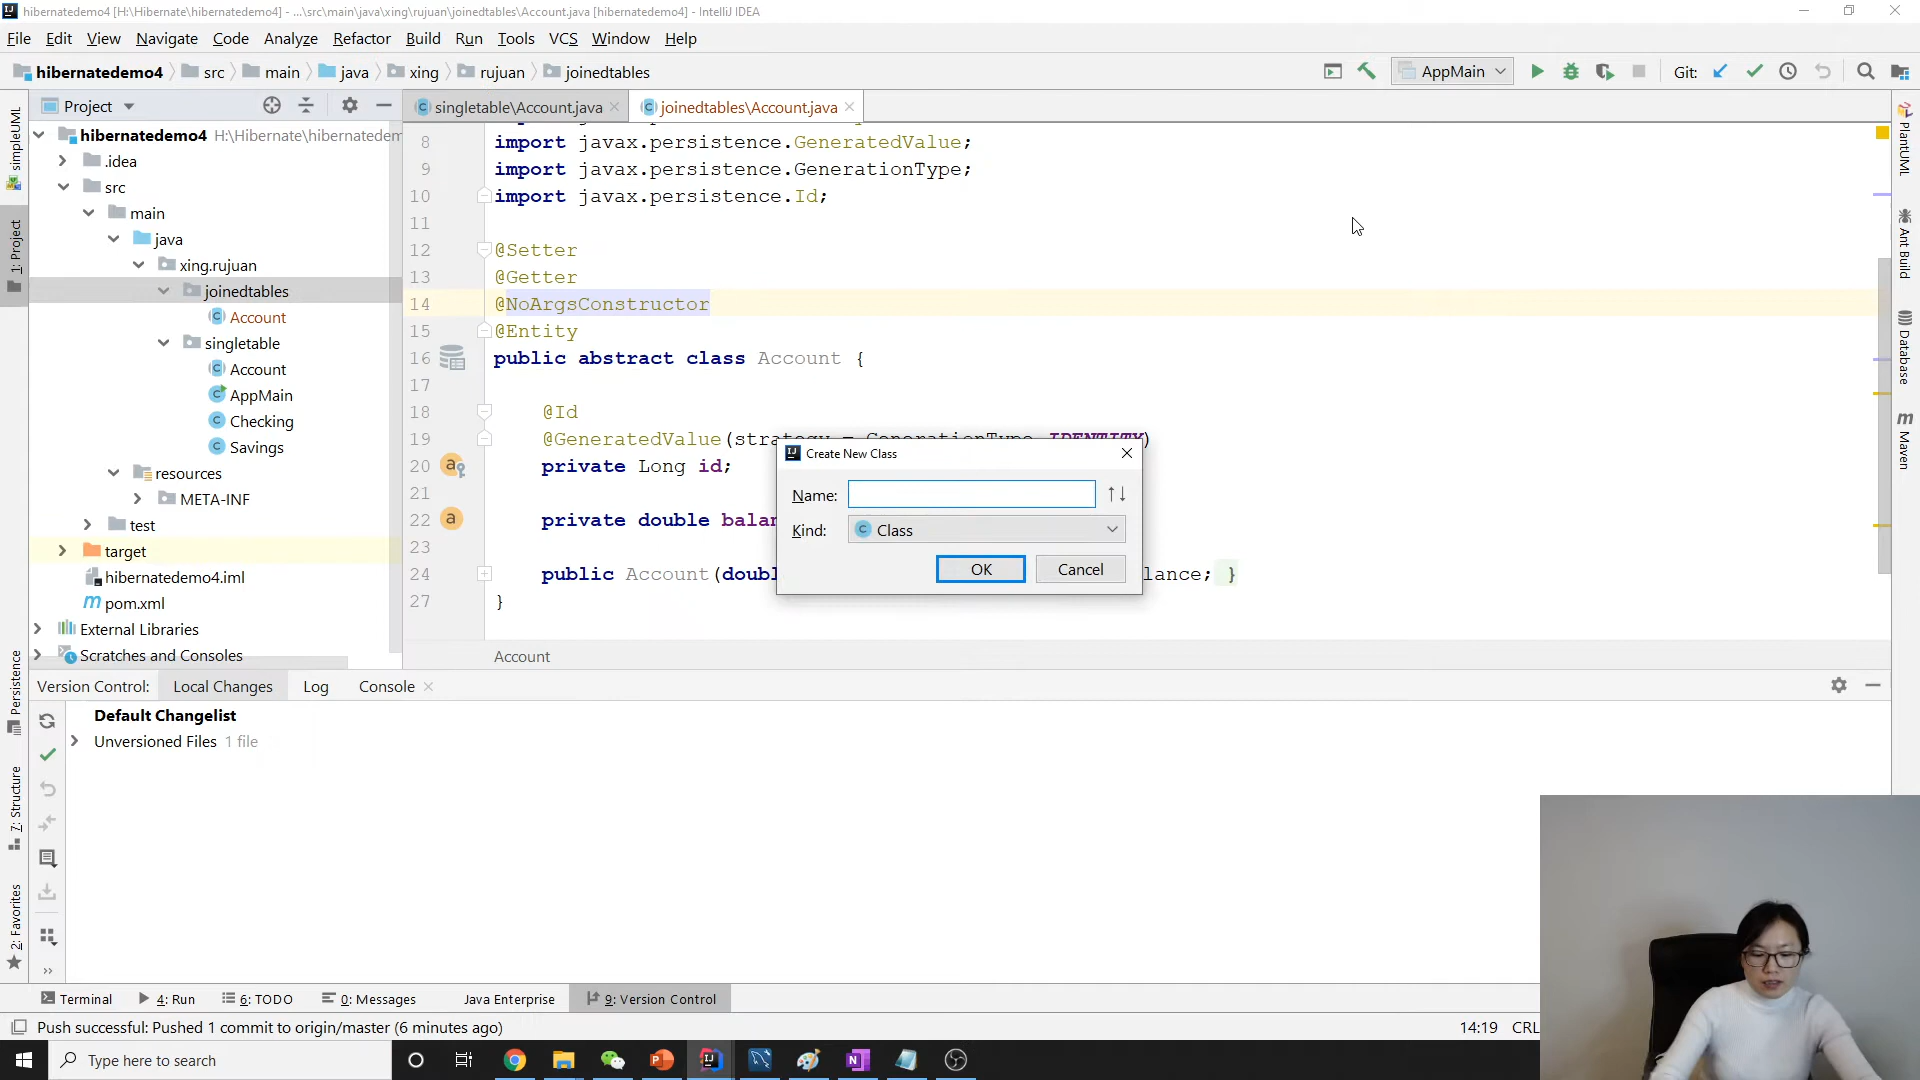 hibernatedemo4 [H:\Hibernate\hibernatedemo4] - ...\src\main\java\xing\rujuan\joinedtables\Account.java [hibernatedemo4] - IntelliJ IDEA
File Edit View Navigate Code Analyze Refactor Build Run Tools VCS Window Help
hibernatedemo4 src main java xing rujuan joinedtables AppMain Git:
Project
singletable\Account.java
joinedtables\Account.java
simpleUML
1: Project
Persistence
7: Structure
2: Favorites
hibernatedemo4 H:\Hibernate\hibernatedem
.idea
src
main
java
xing.rujuan
joinedtables
Account
singletable
Account
AppMain
Checking
Savings
resources
META-INF
test
target
hibernatedemo4.iml
pom.xml
External Libraries
Scratches and Consoles
8 import javax.persistence.GeneratedValue;
9 import javax.persistence.GenerationType;
10 import javax.persistence.Id;
11
12 @Setter
13 @Getter
14 @NoArgsConstructor
15 @Entity
16 public abstract class Account {
17
18 @Id
19 @GeneratedValue(strategy = GenerationType.IDENTITY)
20 private Long id;
21
22 private double balan
23
24 public Account(doubl lance; }
27 }
Account
Create New Class
Name:
Kind: Class
OK Cancel
PlantUML
Ant Build
Database
Maven
Version Control: Local Changes Log Console
Default Changelist
Unversioned Files 1 file
Terminal 4: Run 6: TODO 0: Messages Java Enterprise 9: Version Control
Push successful: Pushed 1 commit to origin/master (6 minutes ago)
14:19 CRL
Type here to search